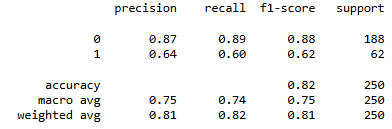 precision recall f1-score support
0 0.87 0.89 0.88 188
1 0.64 0.60 0.62 62
accuracy 0.82 250
macro avg 0.75 0.74 0.75 250
weighted avg 0.81 0.82 0.81 250